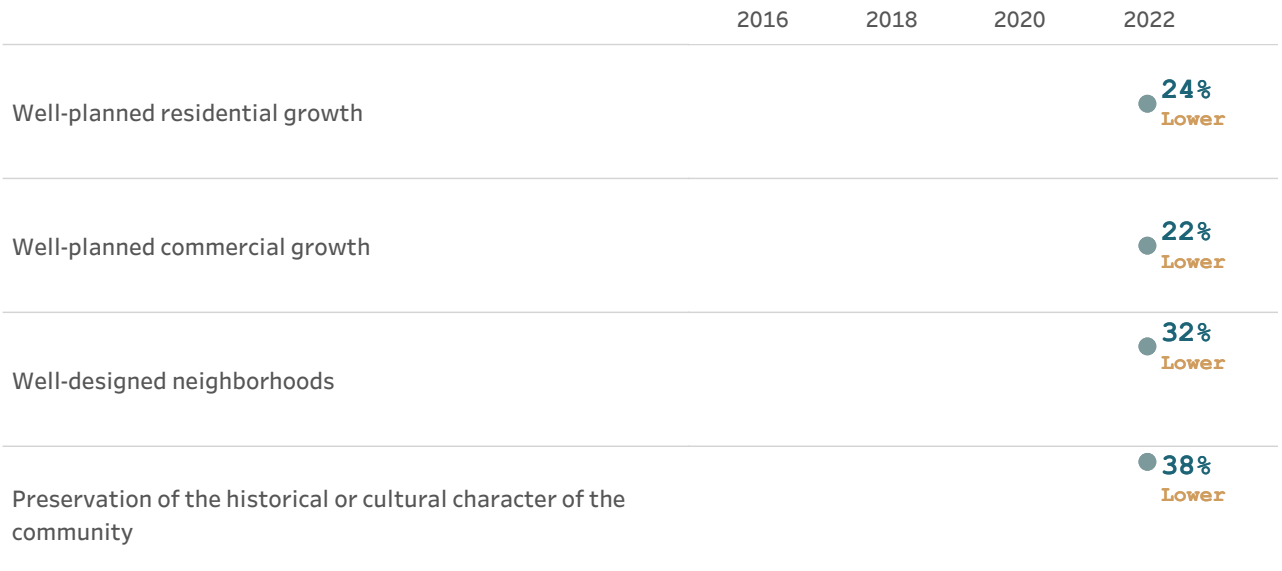 2016 2018 2020 2022
Well-planned residential growth
24%
Lower
Well-planned commercial growth
22%
Lower
Well-designed neighborhoods
32%
Lower
Preservation of the historical or cultural character of the
community
38%
Lower